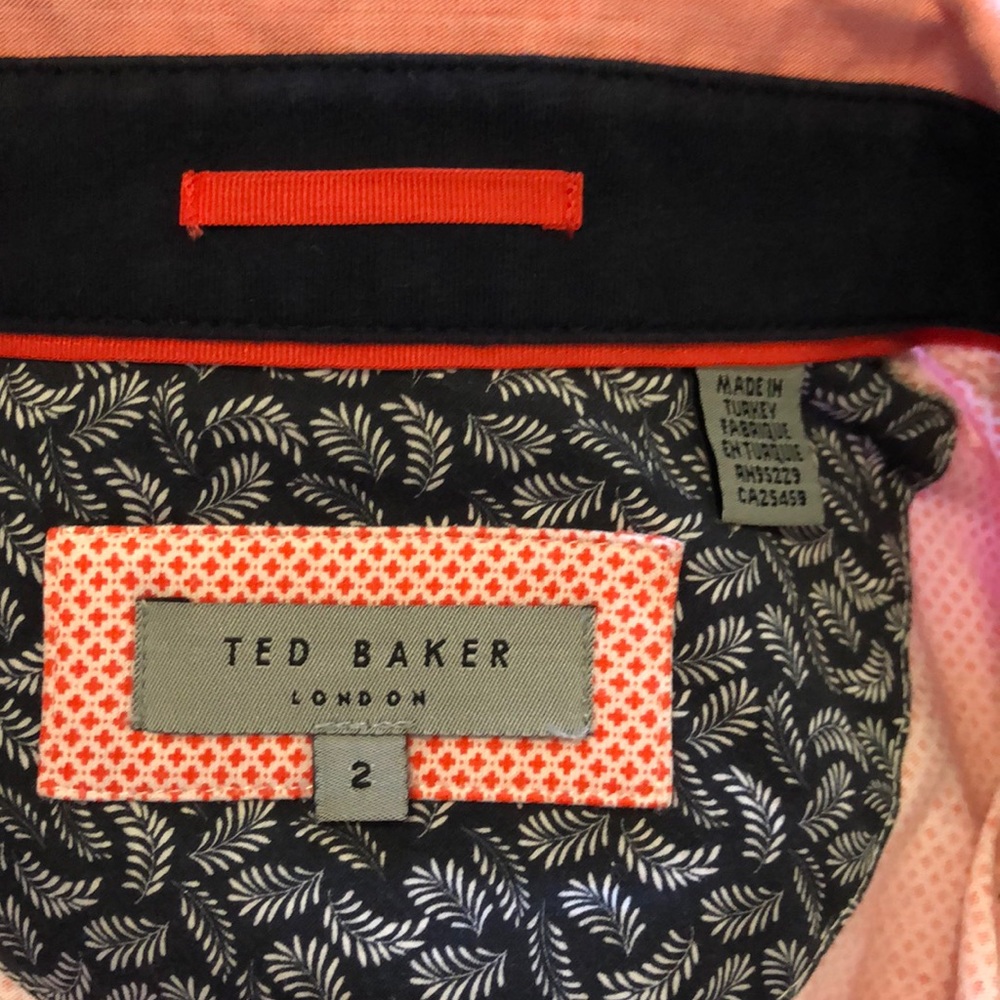 MADE IN
TURKEY
FABRIQUE
EN TURQUIE
RN95229
CA25459
TED BAKER
LONDON
2